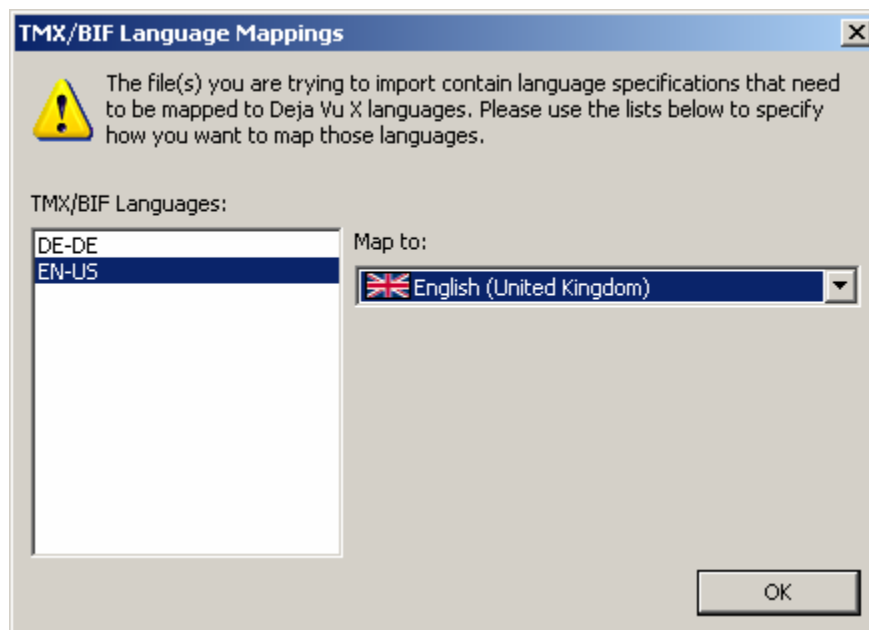 TMX/BIF Language Mappings
The file(s) you are trying to import contain language specifications that need
to be mapped to Deja Vu X languages. Please use the lists below to specify
how you want to map those languages.
TMX/BIF Languages:
DE-DE
EN-US
Map to:
English (United Kingdom)
OK